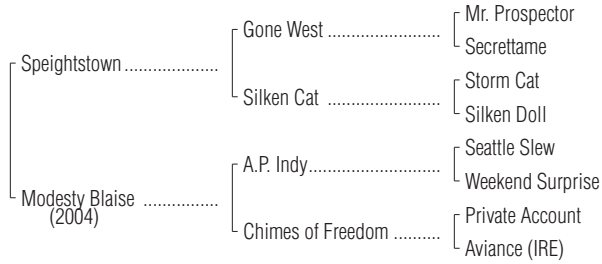 Mr. Prospector
Gone West ........................
Secrettame
Speightstown ...................
Storm Cat
Silken Cat ........................
Silken Doll
Seattle Slew
A.P. Indy............................
Weekend Surprise
Modesty Blaise ................
(2004)
Private Account
Chimes of Freedom ..........
Aviance (IRE)